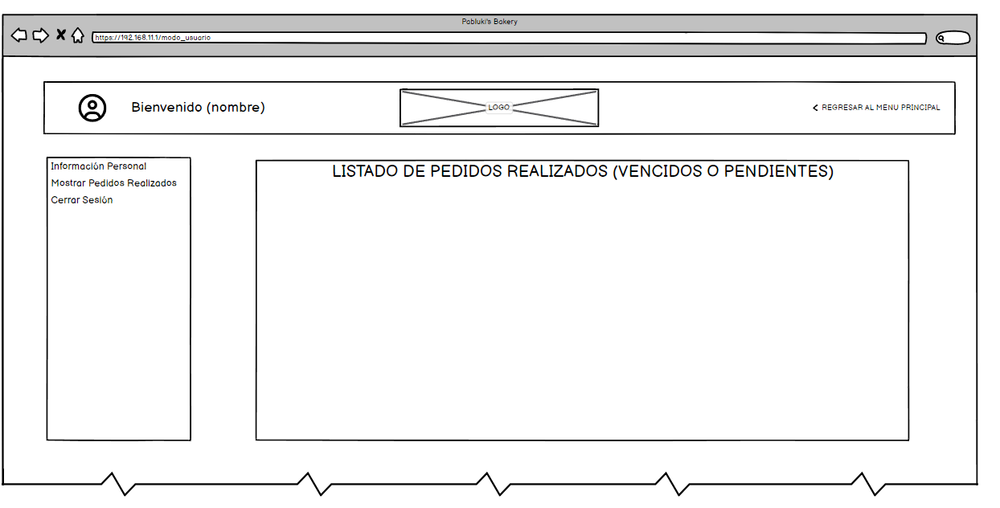 Pabluki's Bakery
https://192.168.11.1/modo_usuario
Bienvenido (nombre)
LOGO
REGRESAR AL MENU PRINCIPAL
Información Personal
Mostrar Pedidos Realizados
Cerrar Sesión
LISTADO DE PEDIDOS REALIZADOS (VENCIDOS O PENDIENTES)